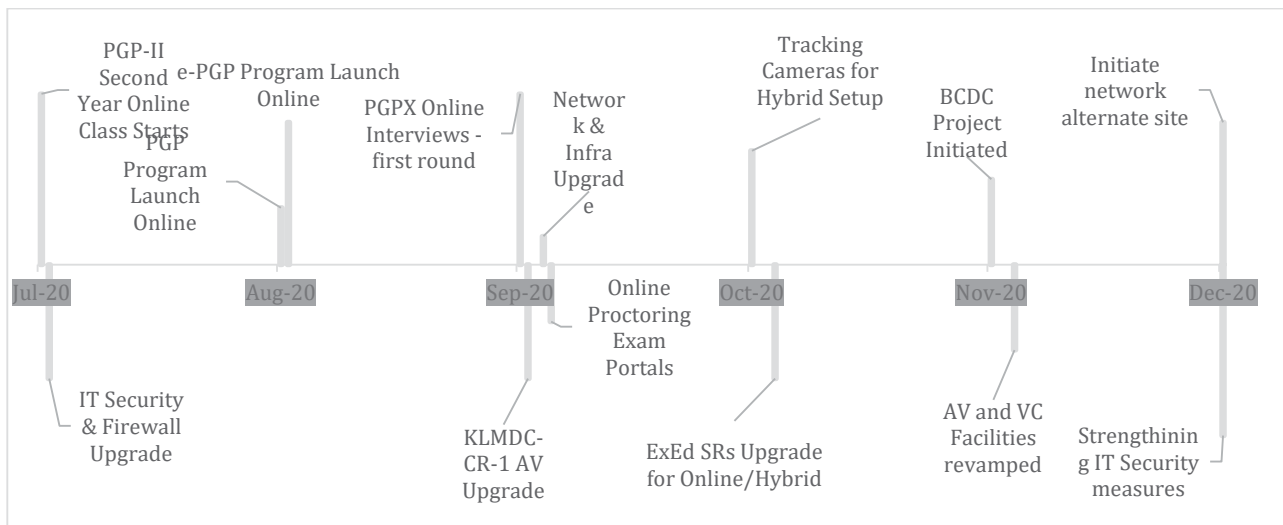 PGP-II
Second
Year Online
Class Starts
e-PGP Program Launch
Online
PGP
Program
Launch
Online
PGPX Online
Interviews -
first round
Networ
k &
Infra
Upgrad
e
Tracking
Cameras for
Hybrid Setup
BCDC
Project
Initiated
Initiate
network
alternate site
Jul-20
Aug-20
Sep-20
Oct-20
Nov-20
Dec-20
IT Security
& Firewall
Upgrade
KLMDC-
CR-1 AV
Upgrade
Online
Proctoring
Exam
Portals
ExEd SRs Upgrade
for Online/Hybrid
AV and VC
Facilities
revamped
Strengthinin
g IT Security
measures